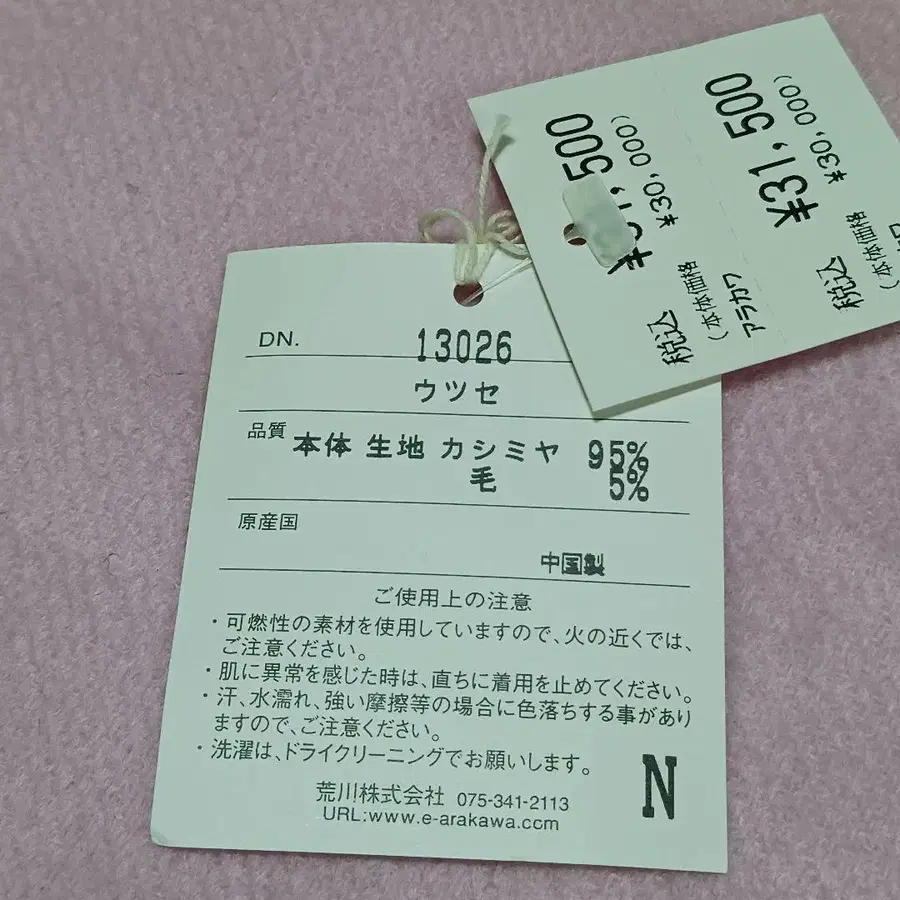 DN. 13026
ウツセ
品質 本体 生地 カシミヤ 95%
毛 5%
原産国
中国製
ご使用上の注意
・可燃性の素材を使用していますので、火の近くでは、
ご注意ください。
・肌に異常を感じた時は、直ちに着用を止めてください。
・汗、水濡れ、強い摩擦等の場合に色落ちする事があり
ますので、ご注意ください。
・洗濯は、ドライクリーニングでお願いします。
荒川株式会社 075-341-2113
URL:www.e-arakawa.com
N
税込 ¥31,500
(本体価格 ¥30,000)
アラカワ
税込 ¥31,500
(本体価格 ¥30,000)